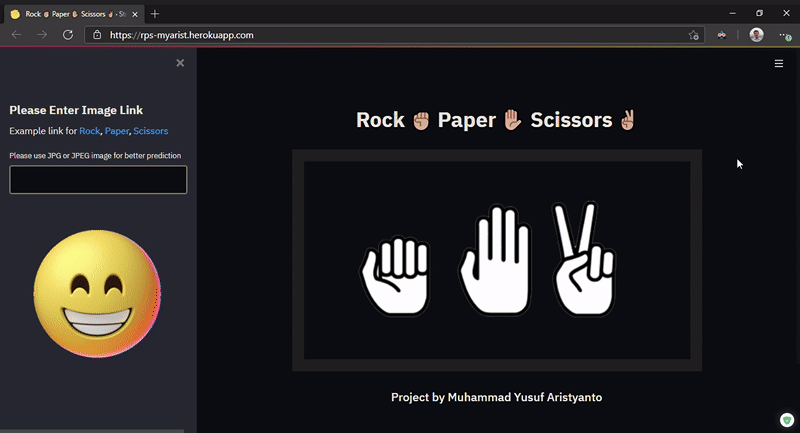 Rock ✊🏼 Paper ✋🏼 Scissors ✌🏼 · St
https://rps-myarist.herokuapp.com
Please Enter Image Link
Example link for Rock, Paper, Scissors
Please use JPG or JPEG image for better prediction
Rock ✊🏼 Paper ✋🏼 Scissors ✌🏼
Project by Muhammad Yusuf Aristyanto